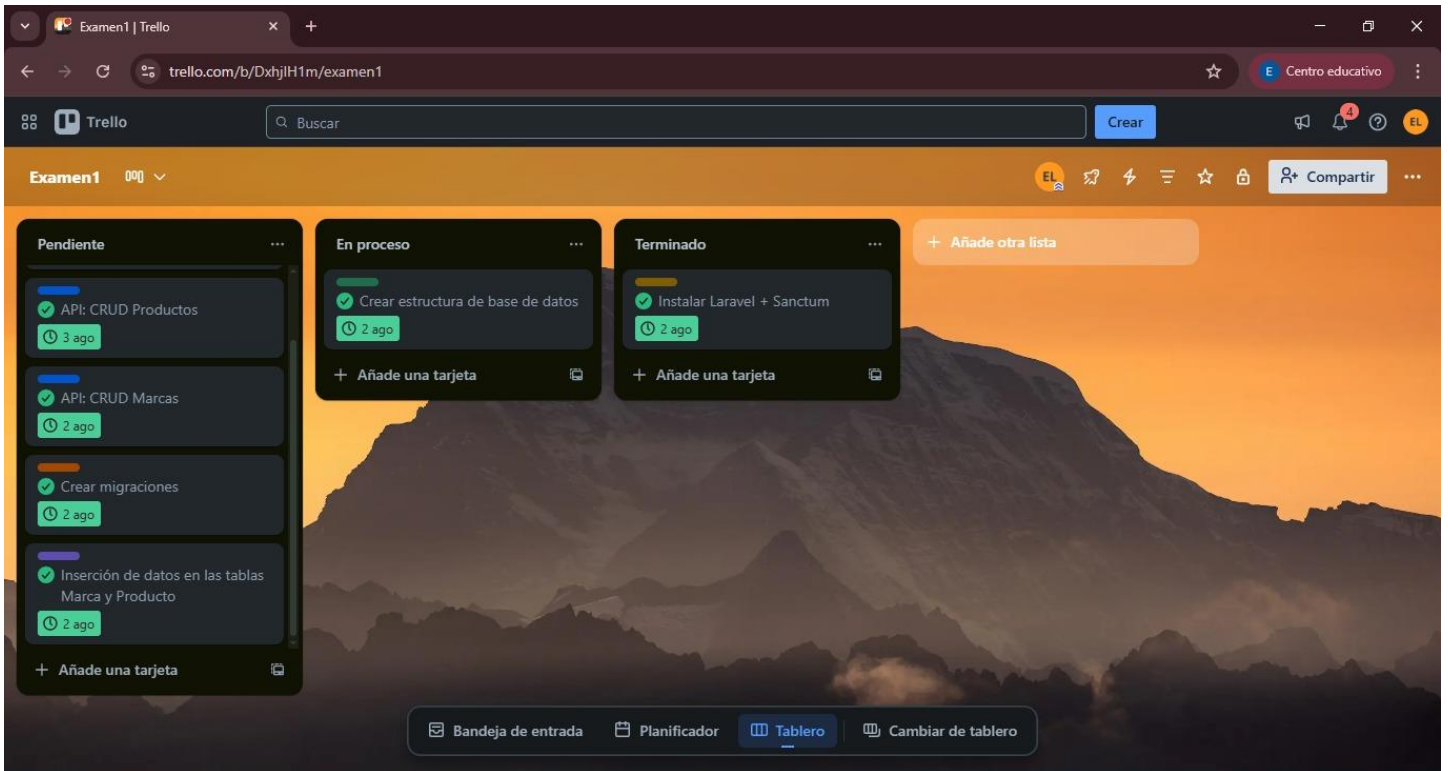 Examen1 | Trello
trello.com/b/DxhjlH1m/examen1
E Centro educativo
Trello
Buscar
Crear
4
EL
Examen1
EL
Compartir
Pendiente
API: CRUD Productos
3 ago
API: CRUD Marcas
2 ago
Crear migraciones
2 ago
Inserción de datos en las tablas
Marca y Producto
2 ago
+ Añade una tarjeta
En proceso
Crear estructura de base de datos
2 ago
+ Añade una tarjeta
Terminado
Instalar Laravel + Sanctum
2 ago
+ Añade una tarjeta
+ Añade otra lista
Bandeja de entrada
Planificador
Tablero
Cambiar de tablero